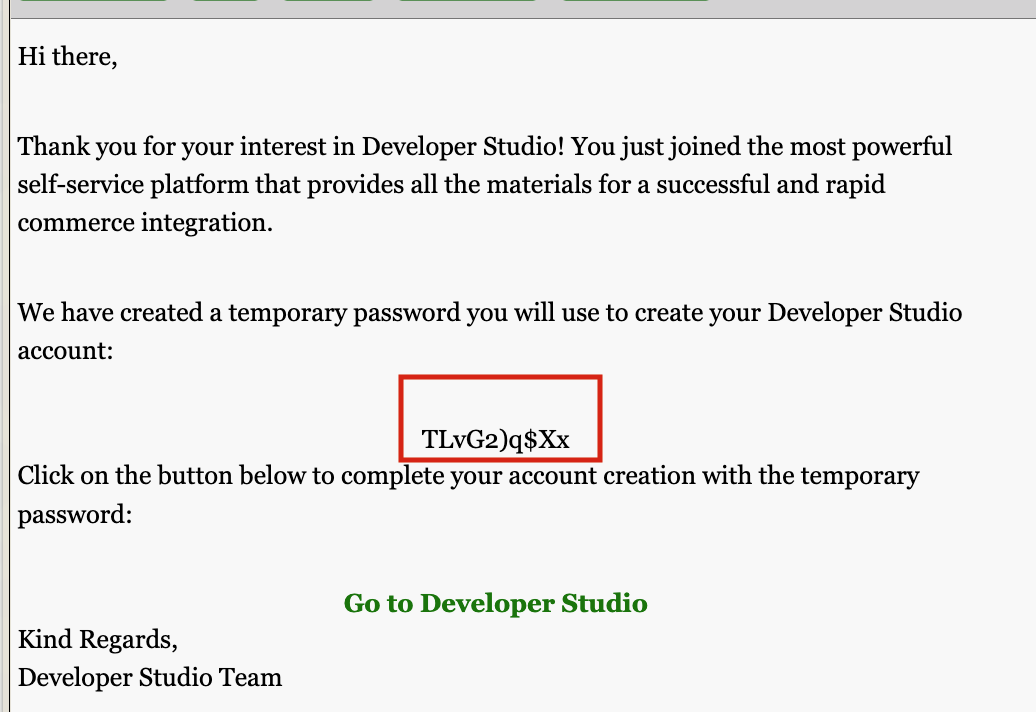 Hi there,
Thank you for your interest in Developer Studio! You just joined the most powerful
self-service platform that provides all the materials for a successful and rapid
commerce integration.
We have created a temporary password you will use to create your Developer Studio
account:
TLvG2)q$Xx
Click on the button below to complete your account creation with the temporary
password:
Go to Developer Studio
Kind Regards,
Developer Studio Team